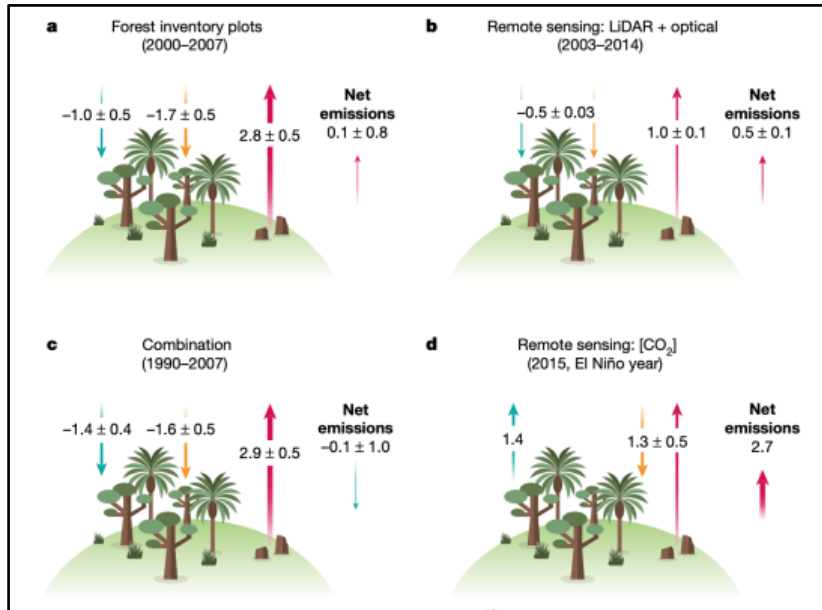 a Forest inventory plots
(2000–2007)
−1.0 ± 0.5
−1.7 ± 0.5
2.8 ± 0.5
Net
emissions
0.1 ± 0.8
b Remote sensing: LiDAR + optical
(2003–2014)
−0.5 ± 0.03
1.0 ± 0.1
Net
emissions
0.5 ± 0.1
c Combination
(1990–2007)
−1.4 ± 0.4
−1.6 ± 0.5
2.9 ± 0.5
Net
emissions
−0.1 ± 1.0
d Remote sensing: [CO₂]
(2015, El Niño year)
1.4
1.3 ± 0.5
Net
emissions
2.7